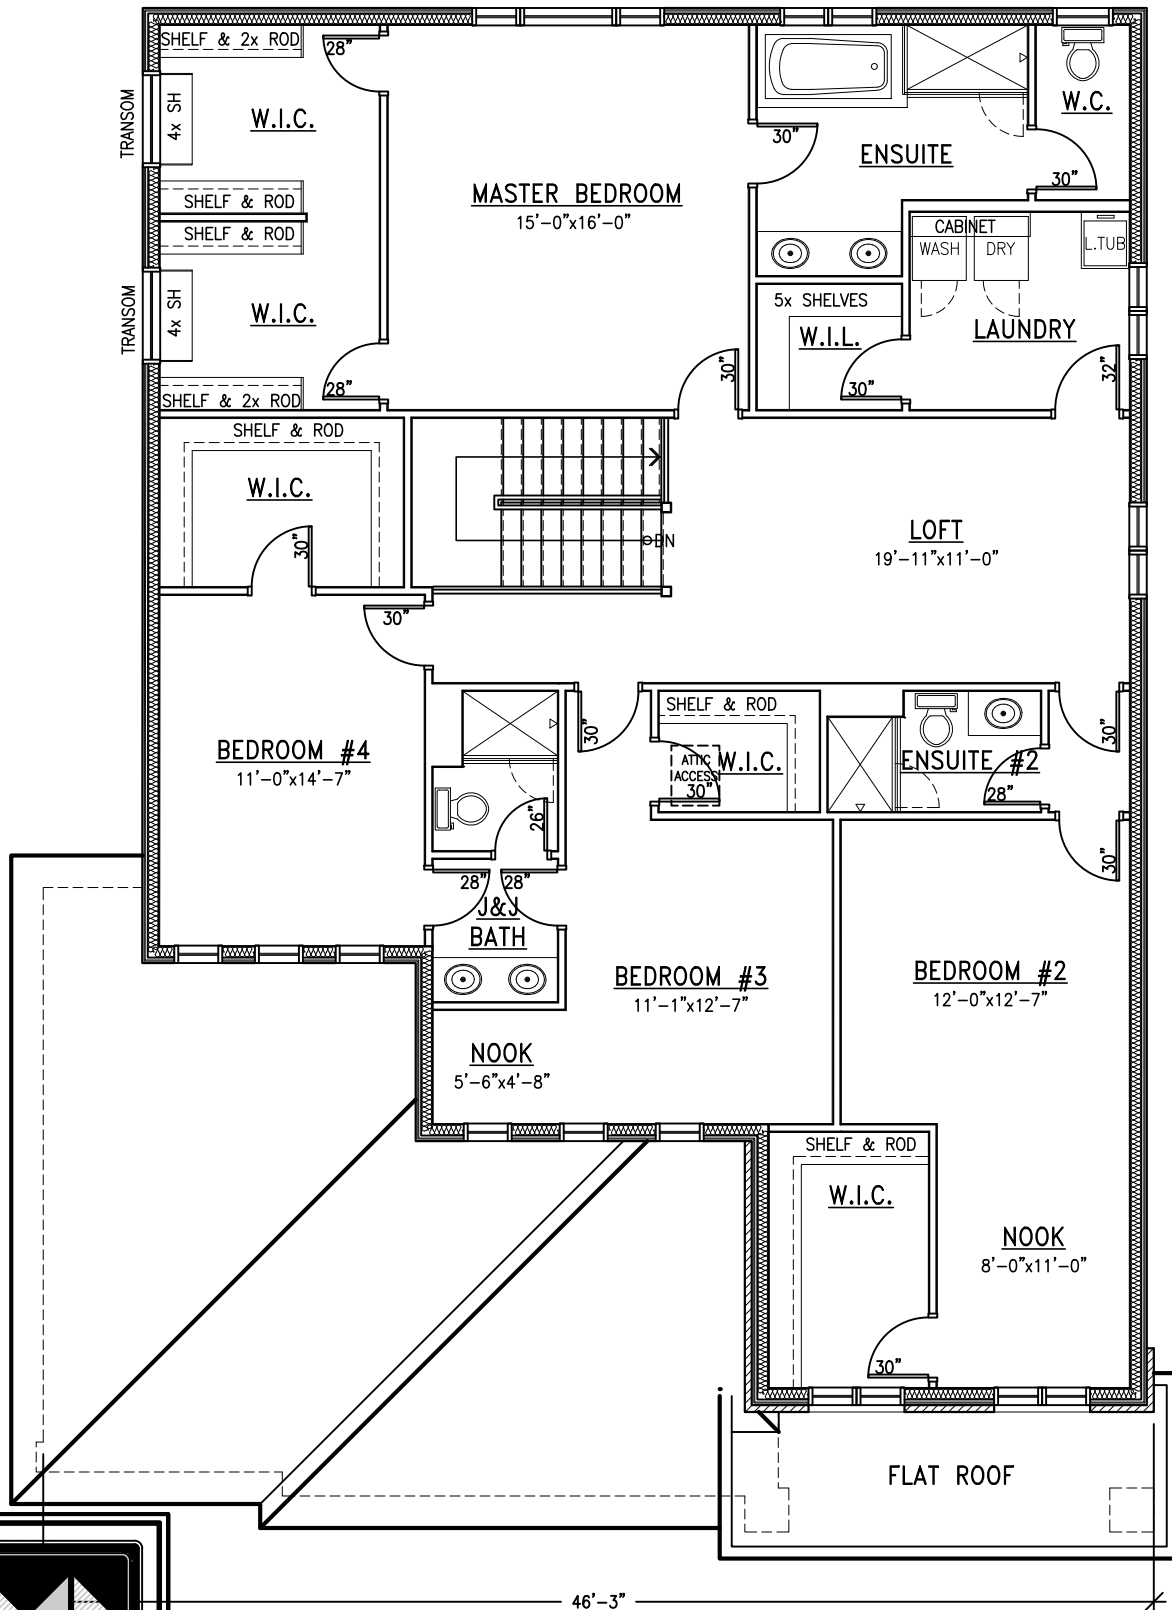 SHELF & 2x ROD
28"
TRANSOM
4x SH
W.I.C.
SHELF & ROD
SHELF & ROD
TRANSOM
4x SH
W.I.C.
28"
SHELF & 2x ROD
MASTER BEDROOM
15'-0"x16'-0"
30"
ENSUITE
W.C.
30"
CABINET
WASH
DRY
L.TUB
LAUNDRY
5x SHELVES
W.I.L.
30"
30"
32"
SHELF & ROD
W.I.C.
30"
DN
LOFT
19'-11"x11'-0"
30"
BEDROOM #4
11'-0"x14'-7"
30"
SHELF & ROD
ATTIC
ACCESS
W.I.C.
30"
ENSUITE #2
28"
30"
26"
28"
28"
J&J
BATH
30"
BEDROOM #3
11'-1"x12'-7"
BEDROOM #2
12'-0"x12'-7"
NOOK
5'-6"x4'-8"
SHELF & ROD
W.I.C.
NOOK
8'-0"x11'-0"
30"
FLAT ROOF
46'-3"